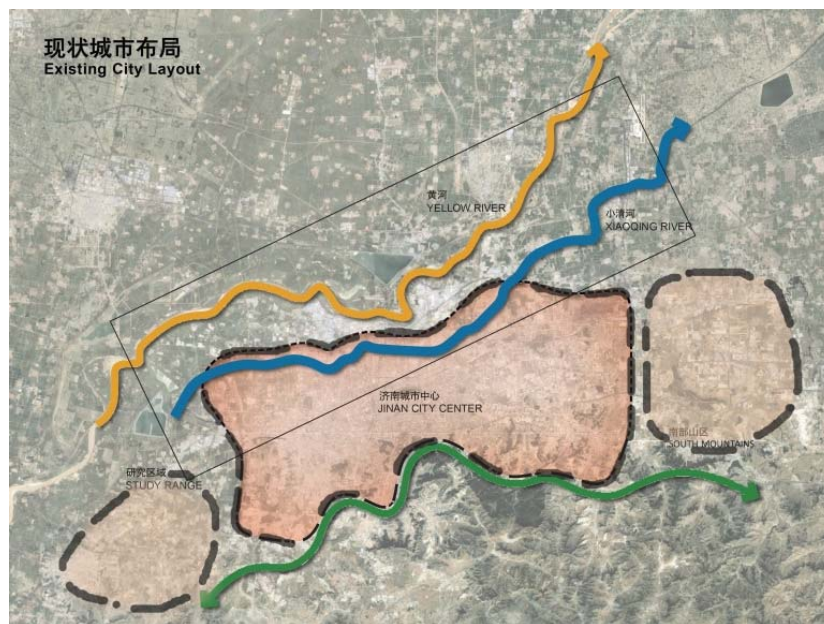 现状城市布局
Existing City Layout
黄河
YELLOW RIVER
小清河
XIAOQING RIVER
济南城市中心
JINAN CITY CENTER
南部山区
SOUTH MOUNTAINS
研究区域
STUDY RANGE